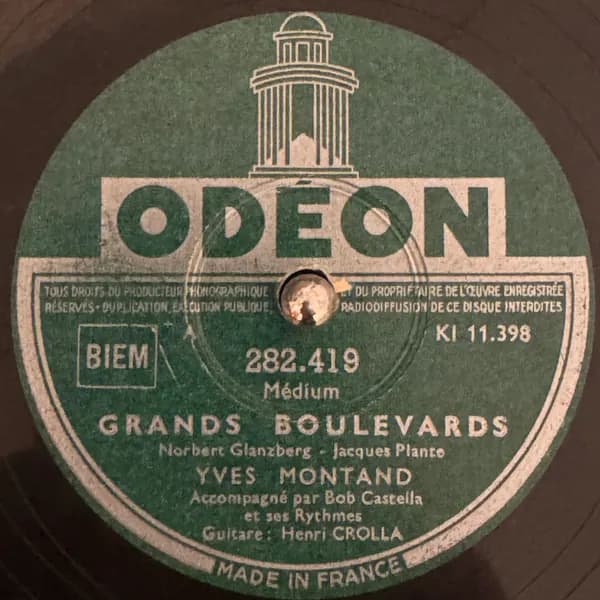 ODÉON
TOUS DROITS DU PRODUCTEUR PHONOGRAPHIQUE ET DU PROPRIÉTAIRE DE L'ŒUVRE ENREGISTRÉE
RÉSERVÉS • DUPLICATION, EXÉCUTION PUBLIQUE RADIODIFFUSION DE CE DISQUE INTERDITES
BIEM
KI 11.398
282.419
Médium
GRANDS BOULEVARDS
Norbert Glanzberg - Jacques Plante
YVES MONTAND
Accompagné par Bob Castella
et ses Rythmes
Guitare: Henri CROLLA
MADE IN FRANCE